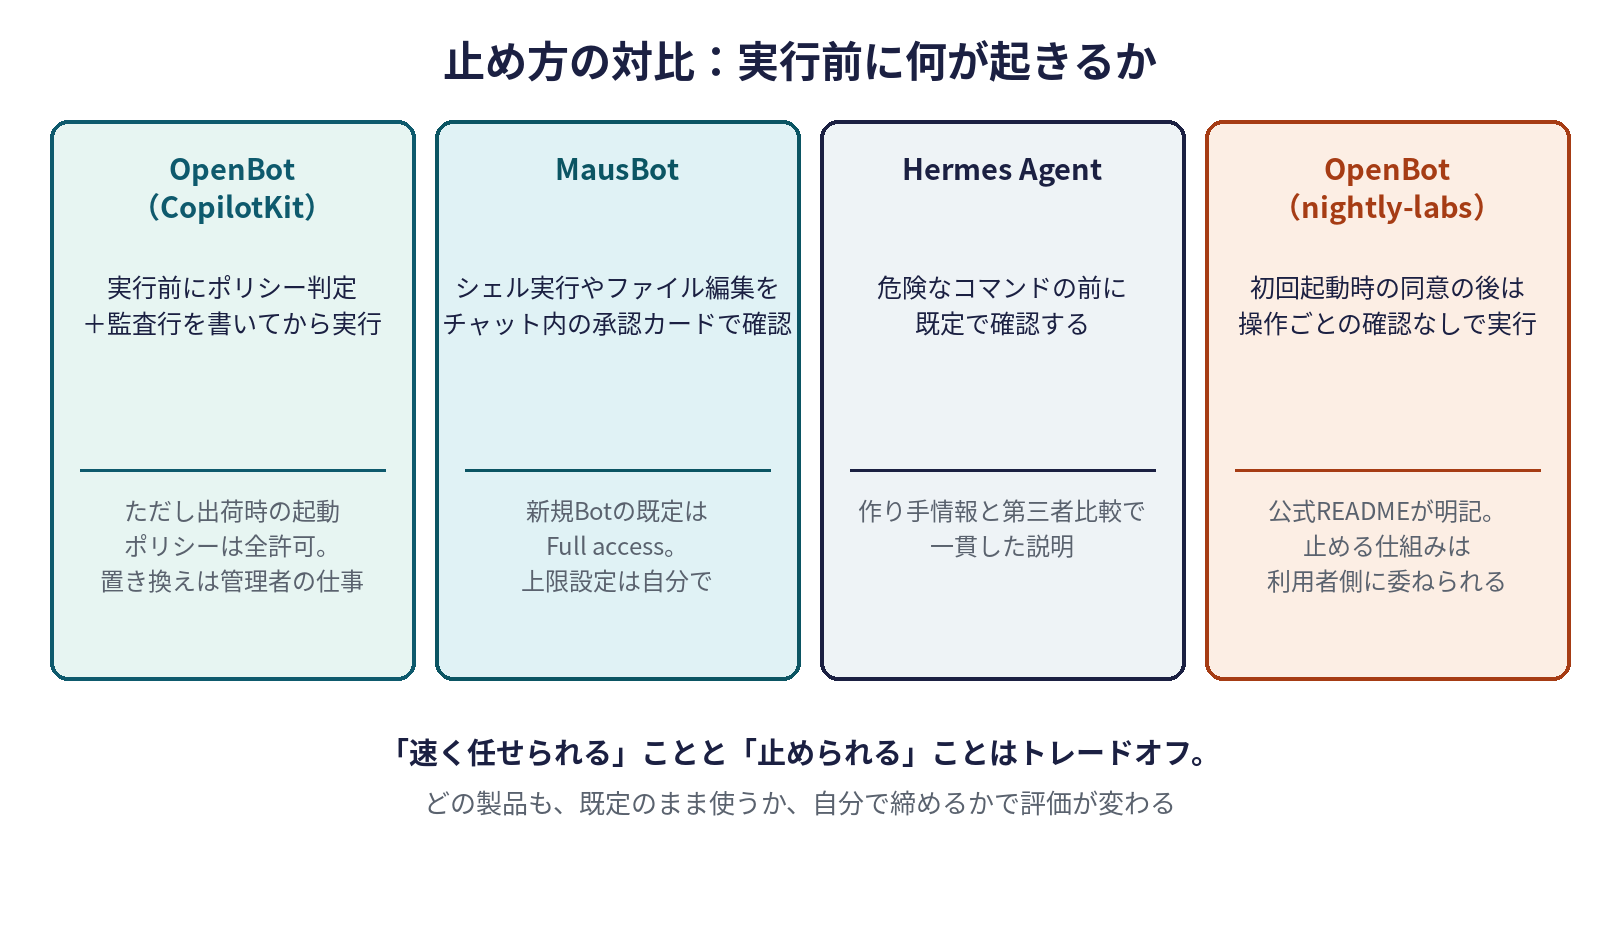 止め方の対比：実行前に何が起きるか
OpenBot
（CopilotKit）
実行前にポリシー判定
＋監査行を書いてから実行
ただし出荷時の起動
ポリシーは全許可。
置き換えは管理者の仕事
MausBot
シェル実行やファイル編集を
チャット内の承認カードで確認
新規Botの既定は
Full access。
上限設定は自分で
Hermes Agent
危険なコマンドの前に
既定で確認する
作り手情報と第三者比較で
一貫した説明
OpenBot
（nightly-labs）
初回起動時の同意の後は
操作ごとの確認なしで実行
公式READMEが明記。
止める仕組みは
利用者側に委ねられる
「速く任せられる」ことと「止められる」ことはトレードオフ。
どの製品も、既定のまま使うか、自分で締めるかで評価が変わる